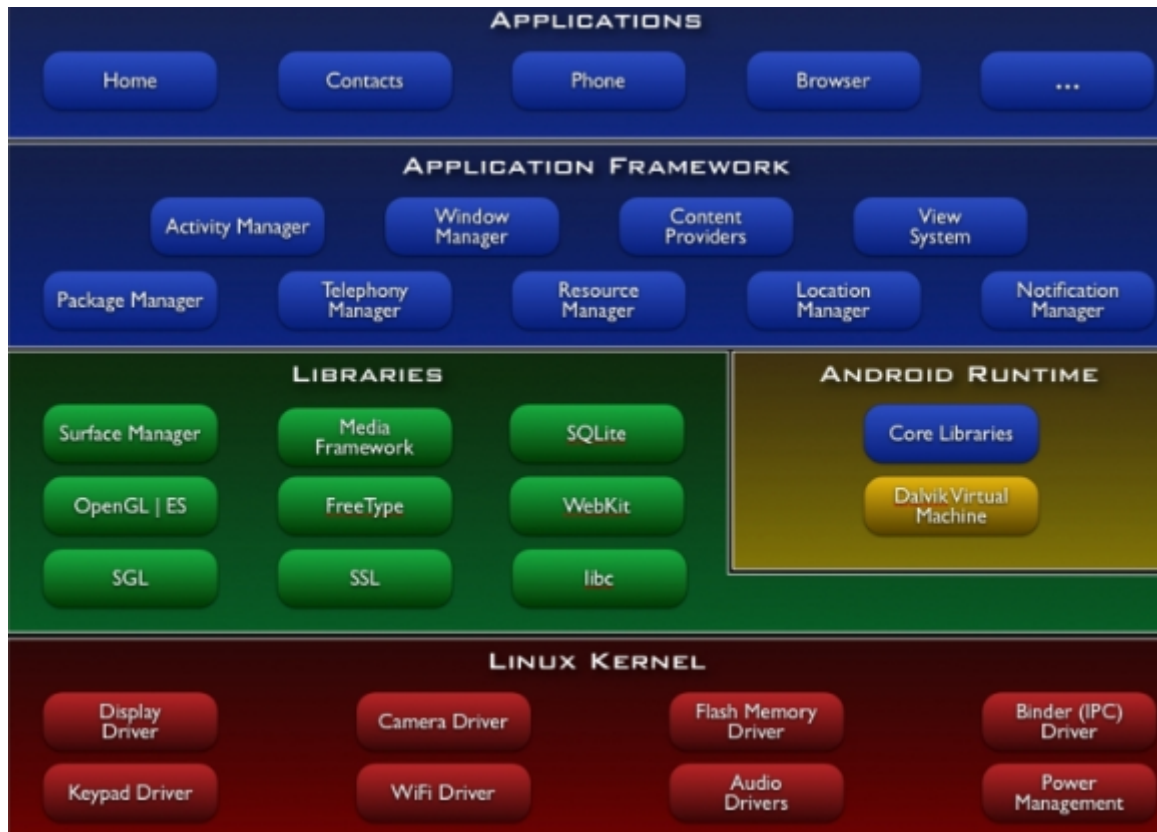 APPLICATIONS
Home
Contacts
Phone
Browser
...
APPLICATION FRAMEWORK
Activity Manager
Window
Manager
Content
Providers
View
System
Package Manager
Telephony
Manager
Resource
Manager
Location
Manager
Notification
Manager
LIBRARIES
Surface Manager
Media
Framework
SQLite
OpenGL | ES
FreeType
WebKit
SGL
SSL
libc
ANDROID RUNTIME
Core Libraries
Dalvik Virtual
Machine
LINUX KERNEL
Display
Driver
Camera Driver
Flash Memory
Driver
Binder (IPC)
Driver
Keypad Driver
WiFi Driver
Audio
Drivers
Power
Management